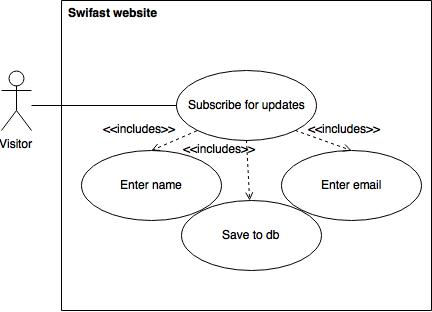 Swifast website
Subscribe for updates
Visitor
<<includes>>
<<includes>>
<<includes>>
Enter name
Enter email
Save to db